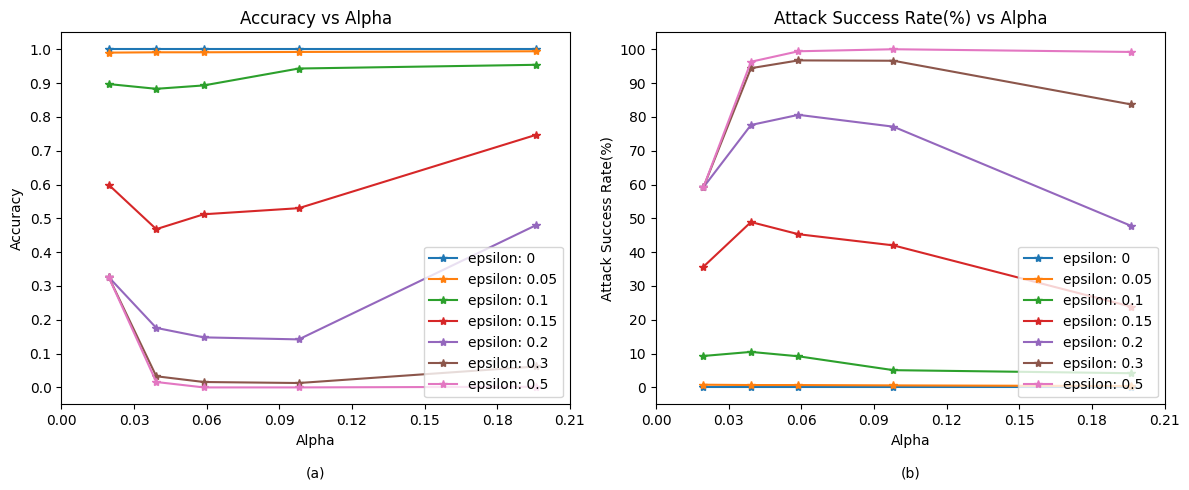 Accuracy vs Alpha
1.0
0.9
0.8
0.7
0.6
0.5
0.4
0.3
0.2
0.1
0.0
Accuracy
epsilon: 0
epsilon: 0.05
epsilon: 0.1
epsilon: 0.15
epsilon: 0.2
epsilon: 0.3
epsilon: 0.5
0.00 0.03 0.06 0.09 0.12 0.15 0.18 0.21
Alpha
(a)
Attack Success Rate(%) vs Alpha
100
90
80
70
60
50
40
30
20
10
0
Attack Success Rate(%)
epsilon: 0
epsilon: 0.05
epsilon: 0.1
epsilon: 0.15
epsilon: 0.2
epsilon: 0.3
epsilon: 0.5
0.00 0.03 0.06 0.09 0.12 0.15 0.18 0.21
Alpha
(b)